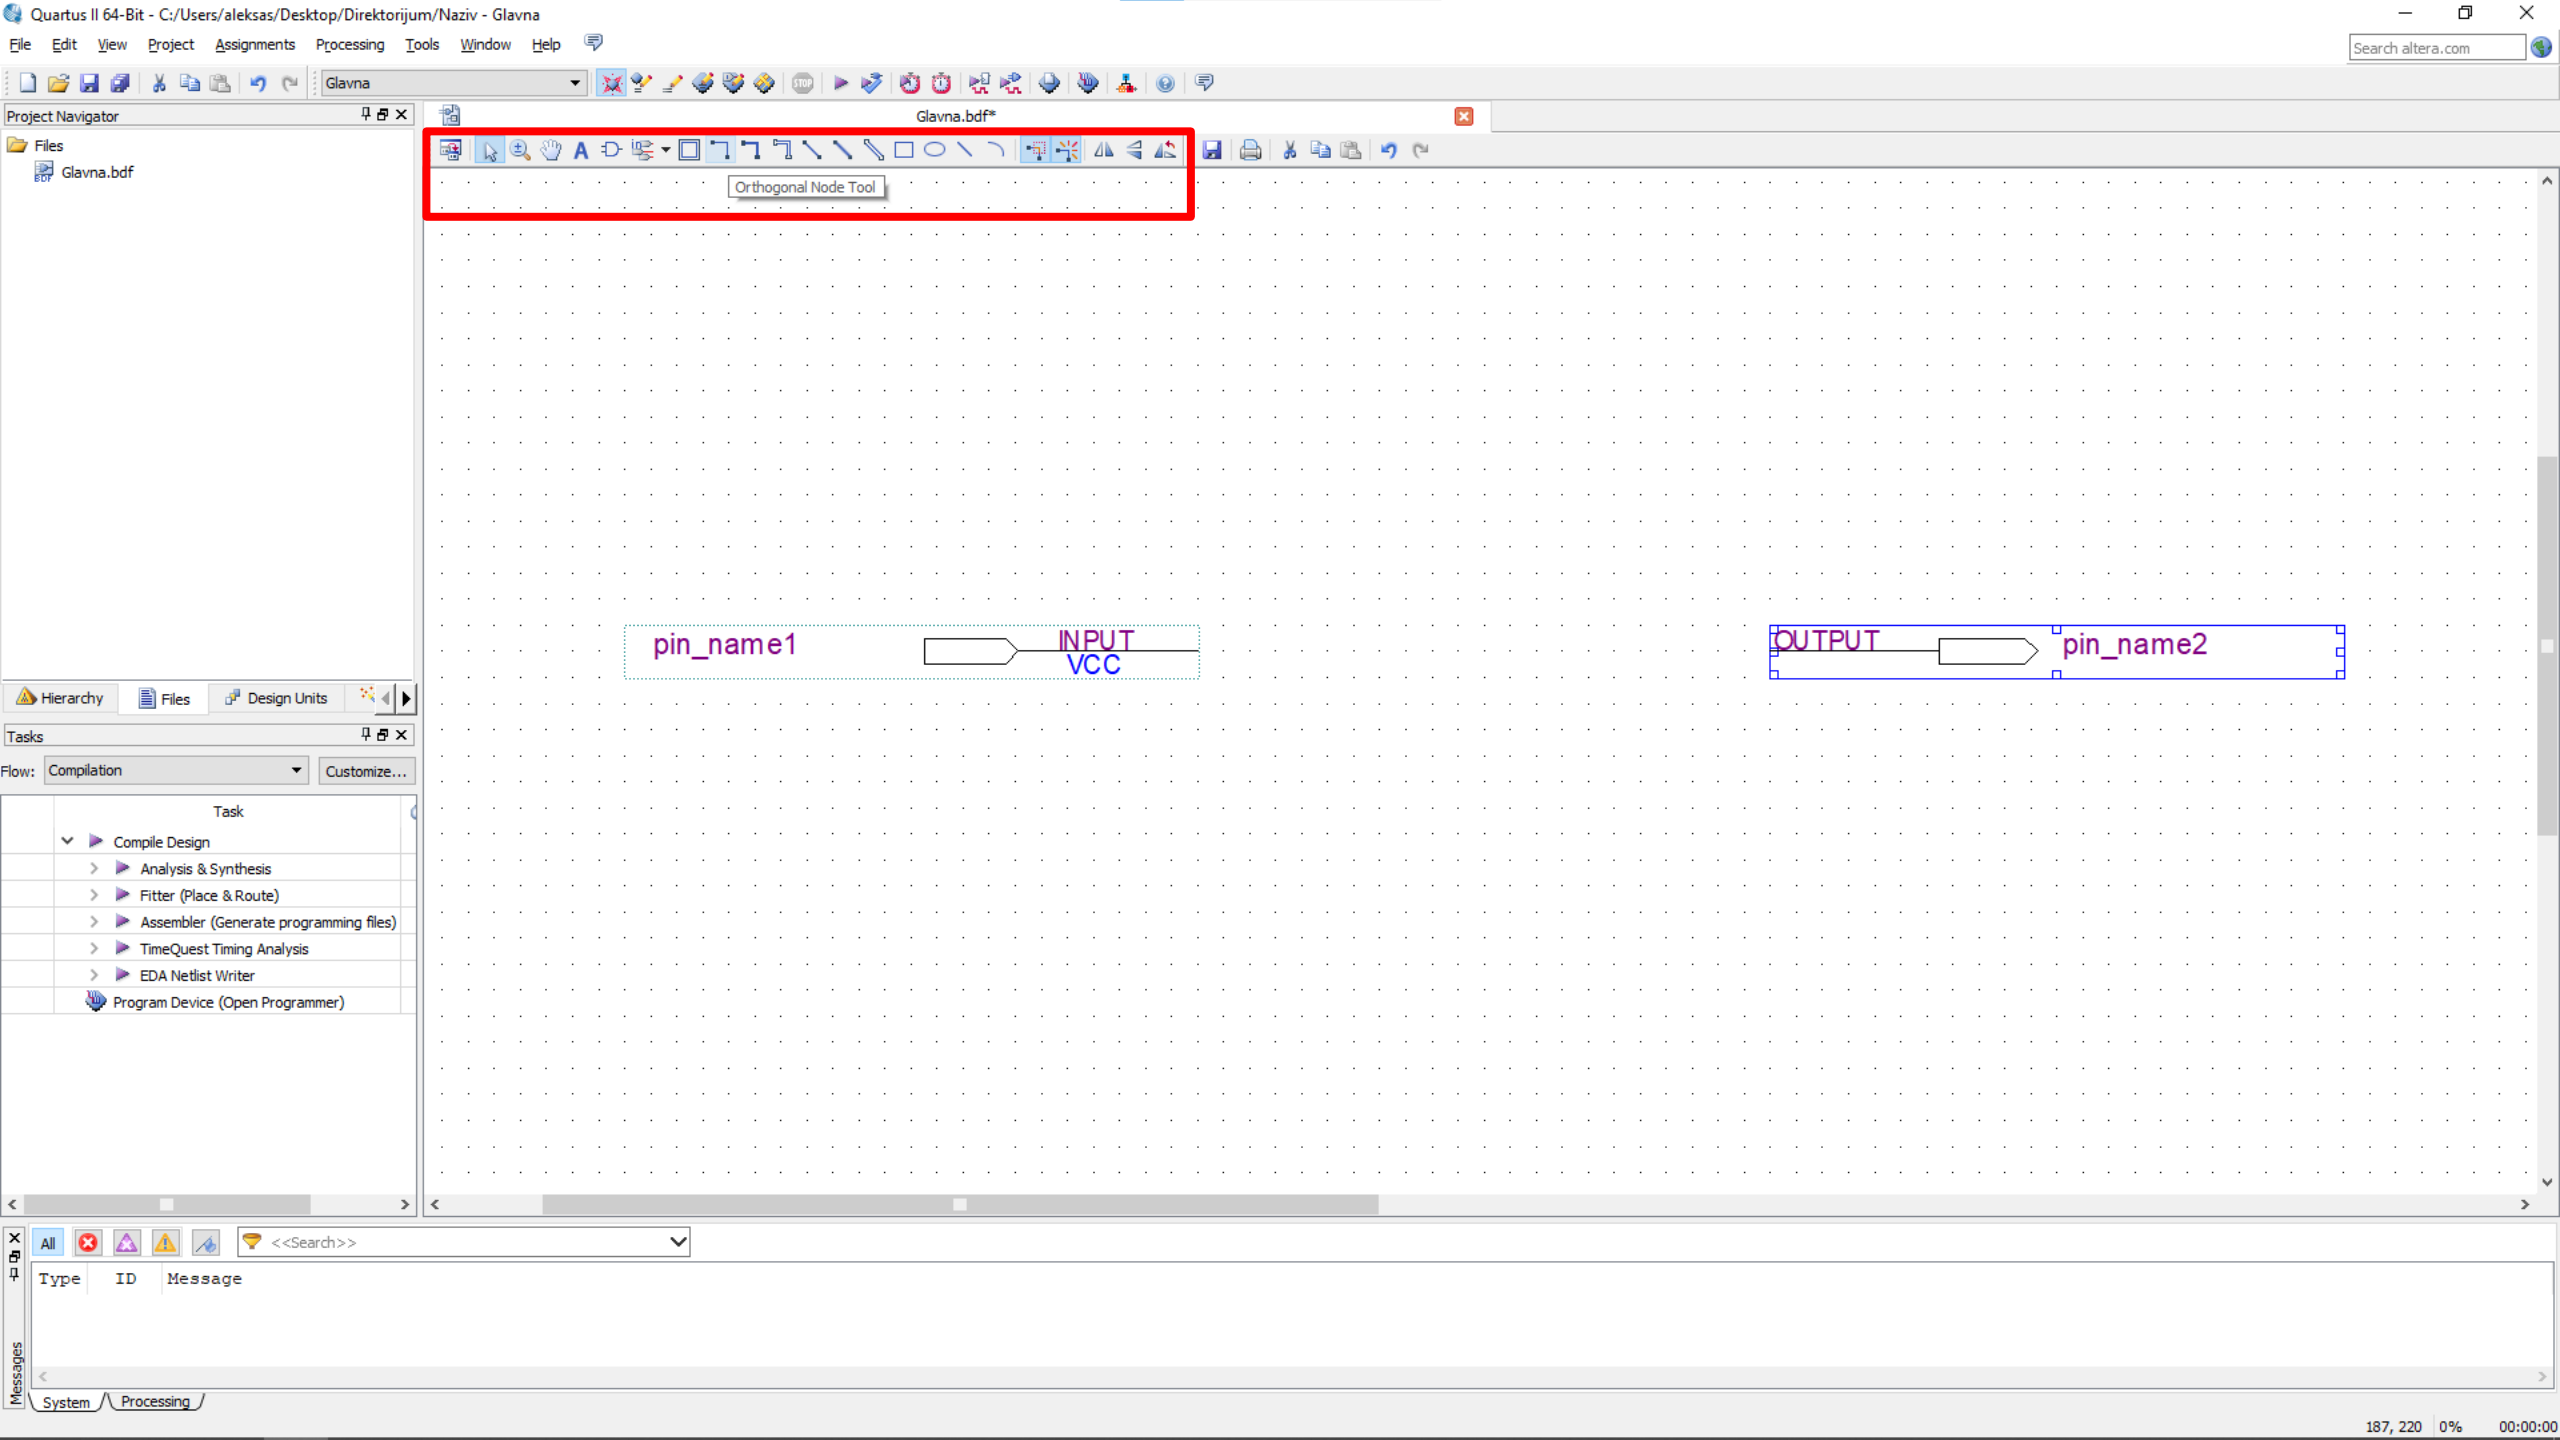 Quartus II 64-Bit - C:/Users/aleksas/Desktop/Direktorijum/Naziv - Glavna
File Edit View Project Assignments Processing Tools Window Help
Search altera.com
Glavna
STOP
Project Navigator
Glavna.bdf*
Files
BDF Glavna.bdf
A
Orthogonal Node Tool
pin_name1 INPUT
VCC
OUTPUT pin_name2
Hierarchy Files Design Units
Tasks
Flow: Compilation Customize...
Task
Compile Design
Analysis & Synthesis
Fitter (Place & Route)
Assembler (Generate programming files)
TimeQuest Timing Analysis
EDA Netlist Writer
Program Device (Open Programmer)
All <<Search>>
Type ID Message
Messages
System Processing
187, 220 0% 00:00:00